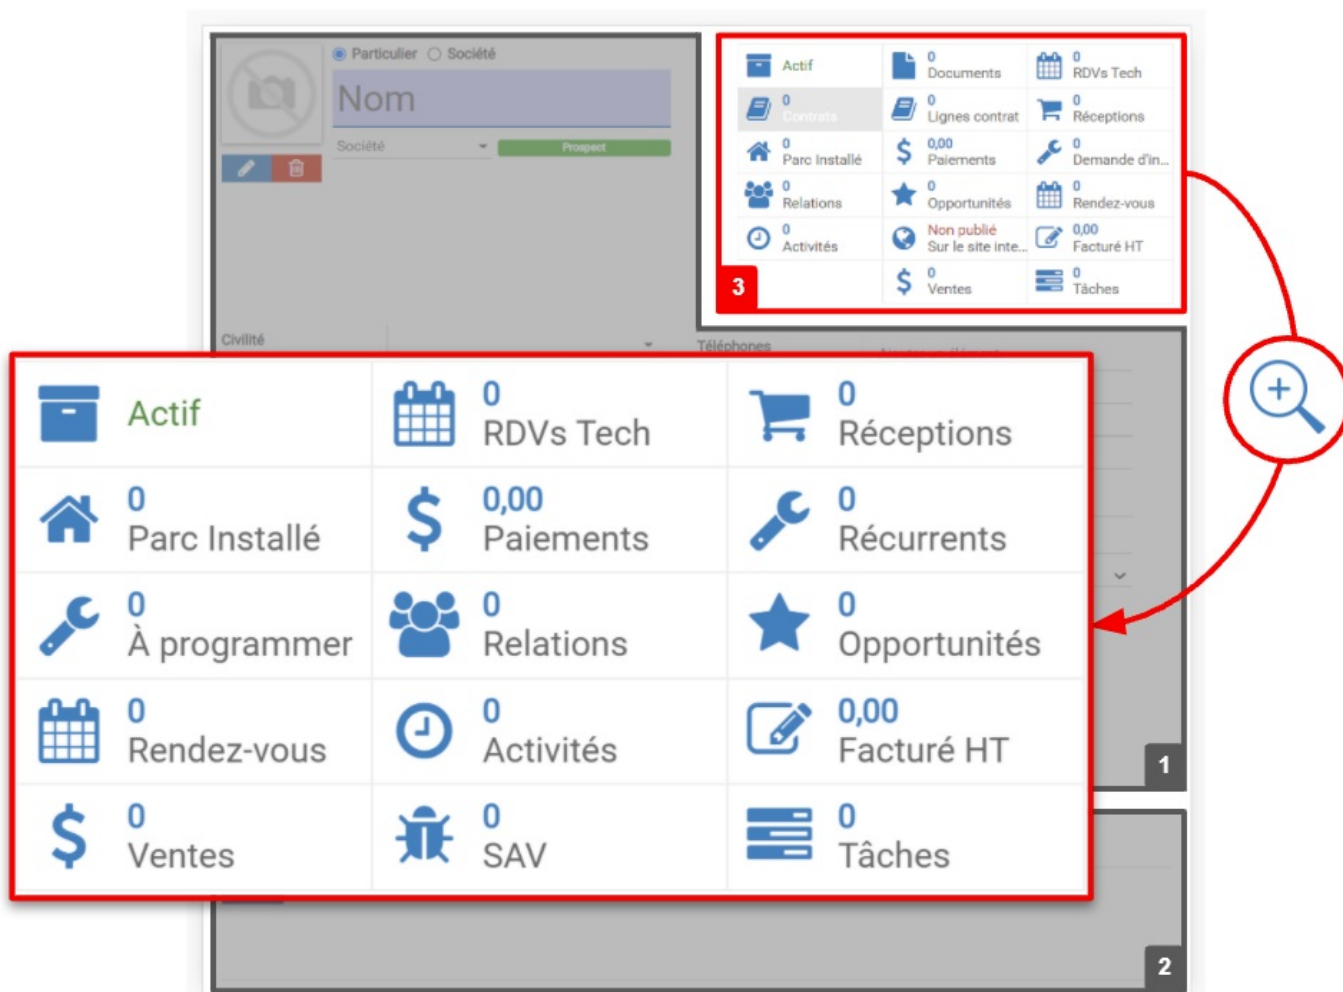 Particulier Société
Nom
Société Prospect
Actif
0
Documents
0
RDVs Tech
0
Contrats
0
Lignes contrat
0
Réceptions
0
Parc Installé
0,00
Paiements
0
Demande d'in...
0
Relations
0
Opportunités
0
Rendez-vous
0
Activités
Non publié
Sur le site inte...
0,00
Facturé HT
0
Ventes
0
Tâches
3
Civilité
Téléphones
Actif
0
RDVs Tech
0
Réceptions
0
Parc Installé
0,00
Paiements
0
Récurrents
0
À programmer
0
Relations
0
Opportunités
0
Rendez-vous
0
Activités
0,00
Facturé HT
0
Ventes
0
SAV
0
Tâches
1
2